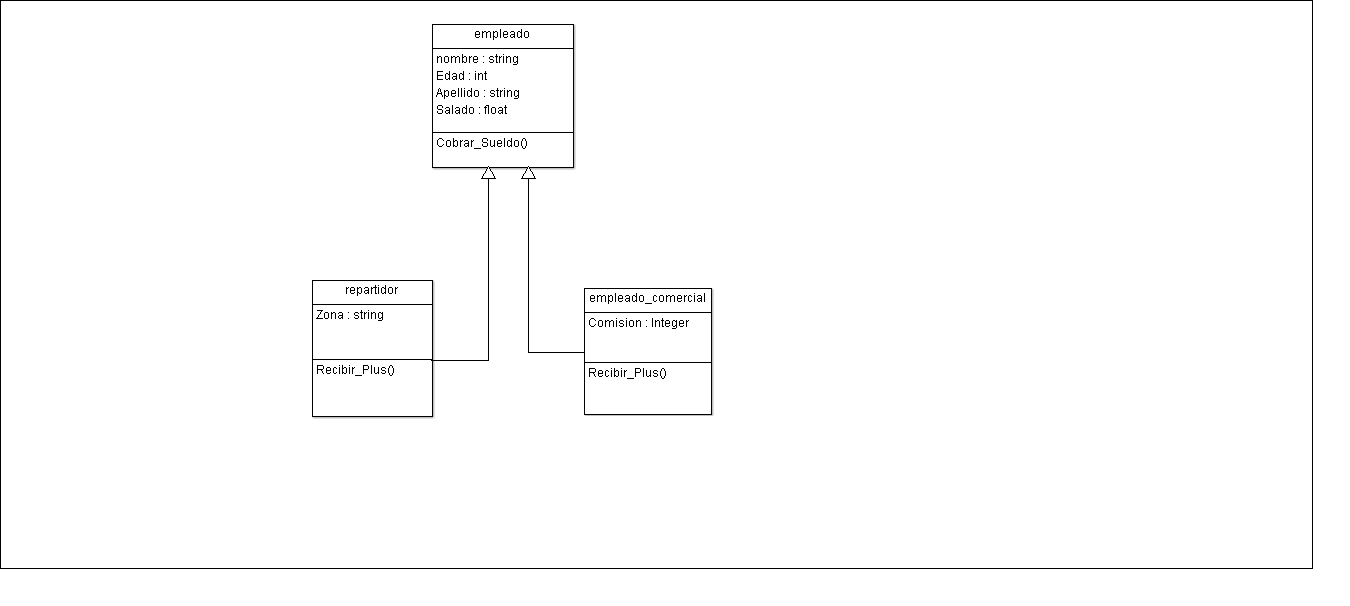 empleado
nombre : string
Edad : int
Apellido : string
Salado : float
Cobrar_Sueldo()
repartidor
Zona : string
Recibir_Plus()
empleado_comercial
Comision : Integer
Recibir_Plus()